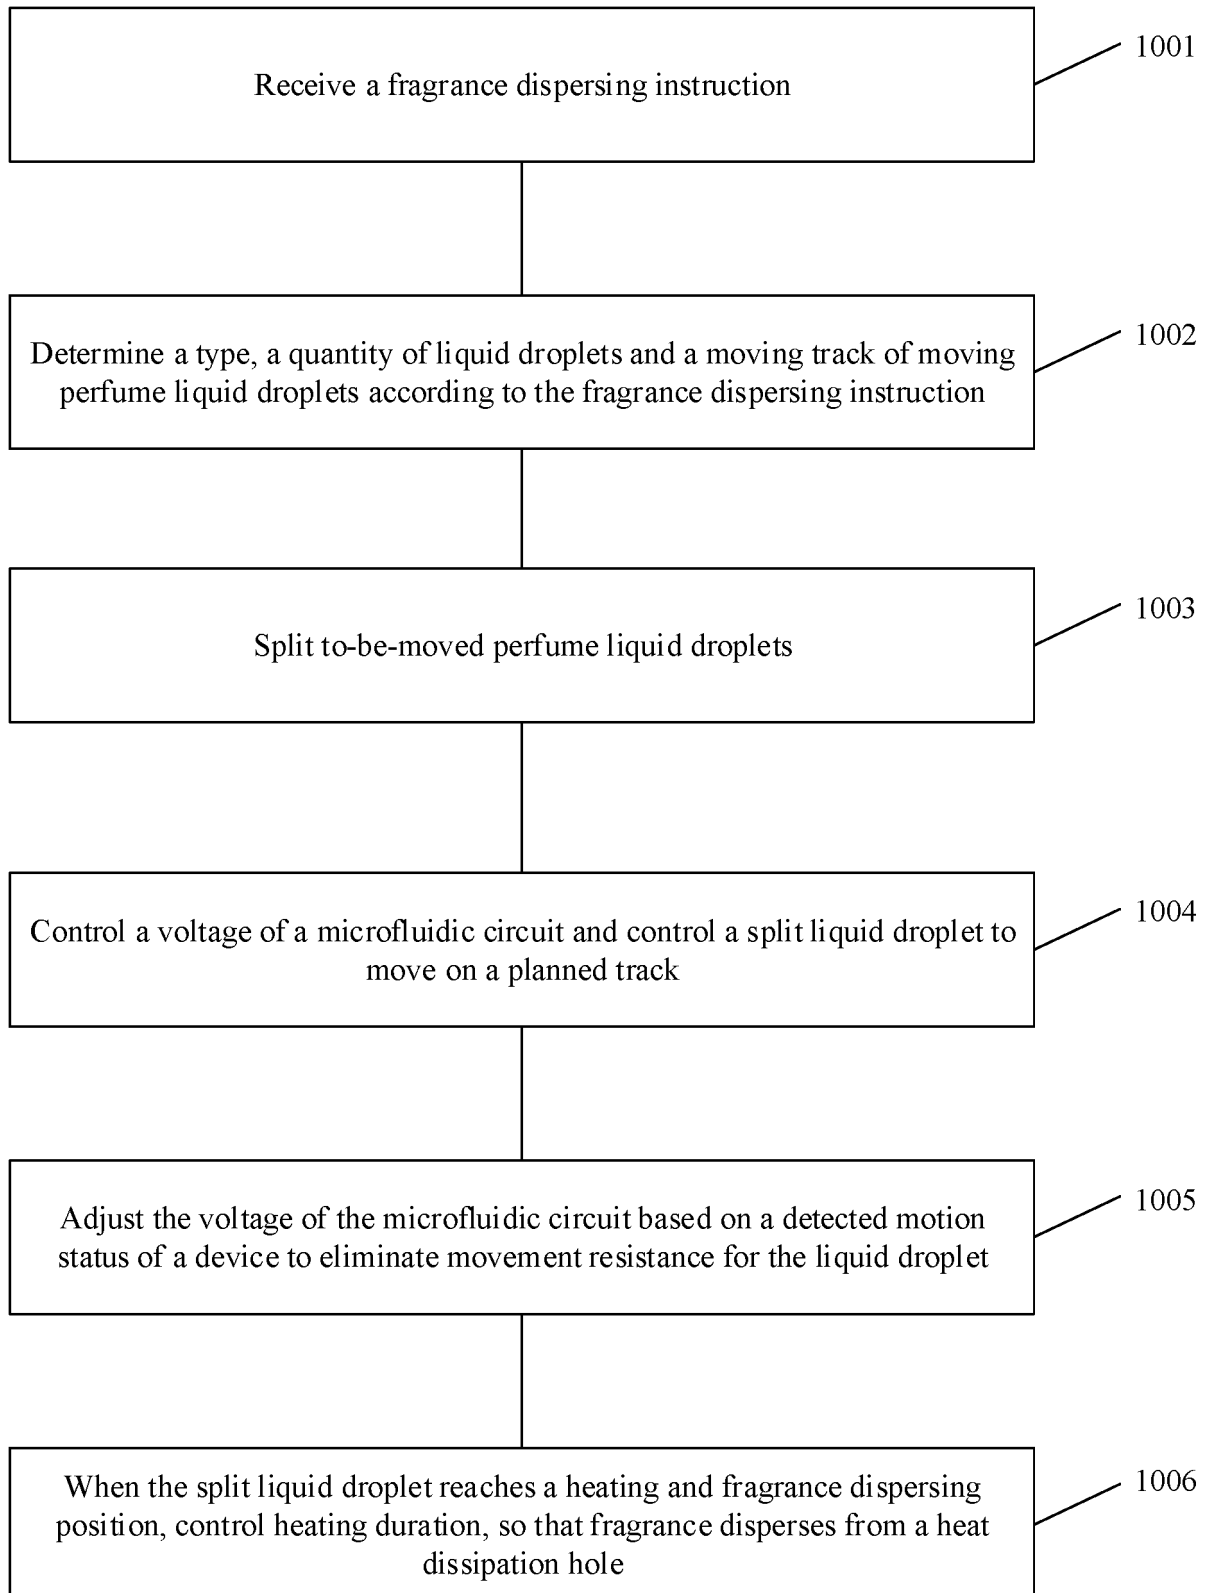 Receive a fragrance dispersing instruction
1001
Determine a type, a quantity of liquid droplets and a moving track of moving
perfume liquid droplets according to the fragrance dispersing instruction
1002
Split to-be-moved perfume liquid droplets
1003
Control a voltage of a microfluidic circuit and control a split liquid droplet to
move on a planned track
1004
Adjust the voltage of the microfluidic circuit based on a detected motion
status of a device to eliminate movement resistance for the liquid droplet
1005
When the split liquid droplet reaches a heating and fragrance dispersing
position, control heating duration, so that fragrance disperses from a heat
dissipation hole
1006